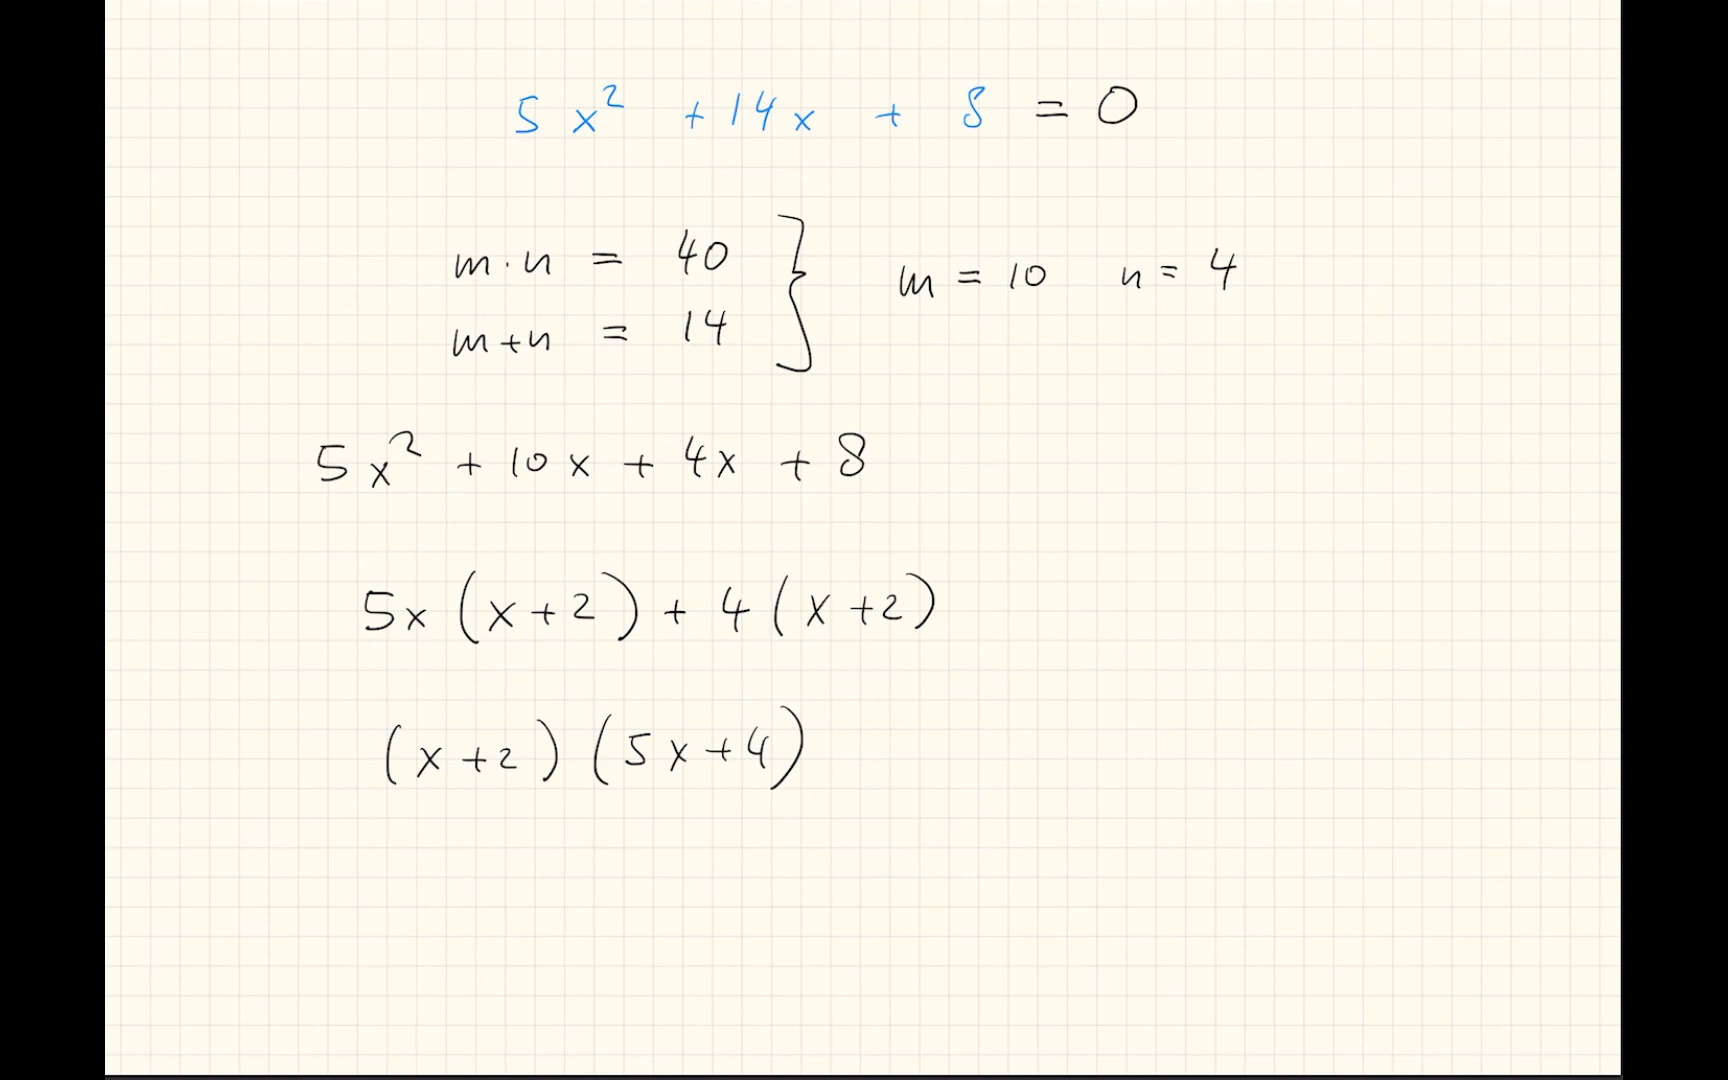 5x² + 14x + 8 = 0
m · n = 40
m + n = 14
} m = 10 n = 4
5x² + 10x + 4x + 8
5x (x + 2) + 4 (x + 2)
(x + 2) (5x + 4)